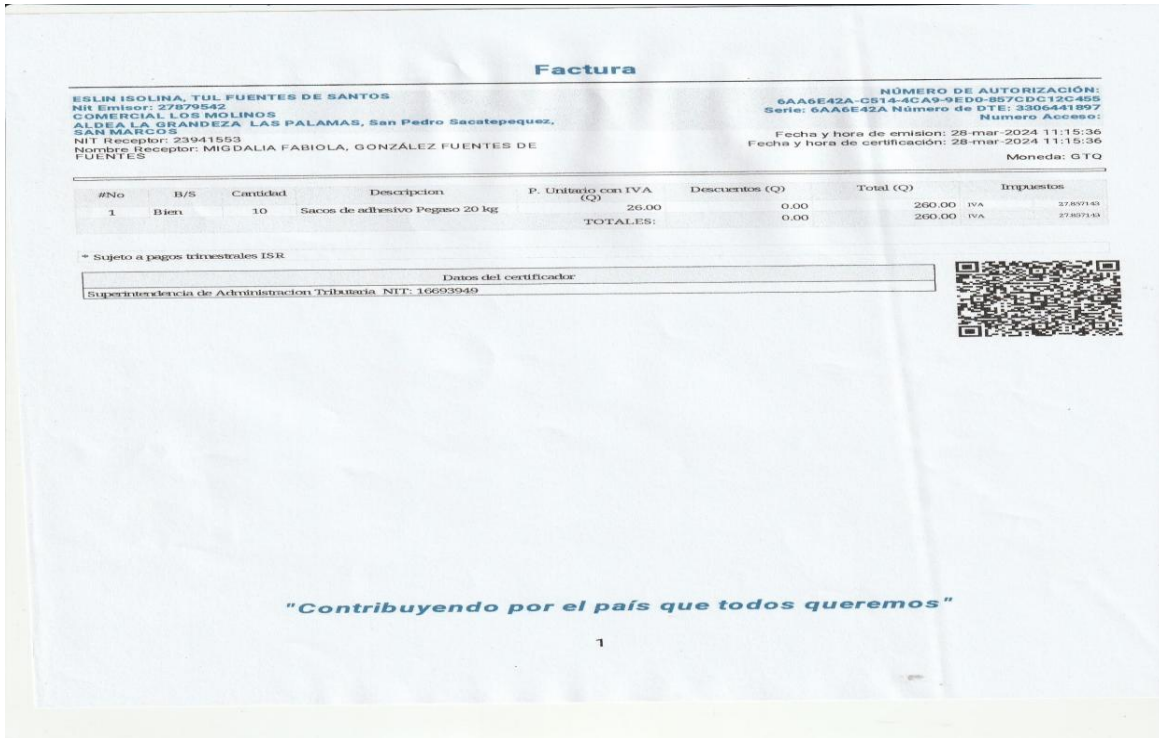 Factura
ESLIN ISOLINA, TUL FUENTES DE SANTOS
Nit Emisor: 27879542
COMERCIAL LOS MOLINOS
ALDEA LA GRANDEZA LAS PALAMAS, San Pedro Sacatepequez,
SAN MARCOS
NIT Receptor: 23941553
Nombre Receptor: MIGDALIA FABIOLA, GONZÁLEZ FUENTES DE
FUENTES
NÚMERO DE AUTORIZACIÓN:
6AA6E42A-C514-4CA9-9ED0-857CDC12C455
Serie: 6AA6E42A Número de DTE: 3306441897
Numero Acceso:
Fecha y hora de emision: 28-mar-2024 11:15:36
Fecha y hora de certificación: 28-mar-2024 11:15:36
Moneda: GTQ
#No B/S Cantidad Descripcion P. Unitario con IVA (Q) Descuentos (Q) Total (Q) Impuestos
1 Bien 10 Sacos de adhesivo Pegaso 20 kg 26.00 0.00 260.00 IVA 27.857143
TOTALES: 0.00 260.00 IVA 27.857143
* Sujeto a pagos trimestrales ISR
Datos del certificador
Superintendencia de Administracion Tributaria NIT: 16693949
"Contribuyendo por el país que todos queremos"
1